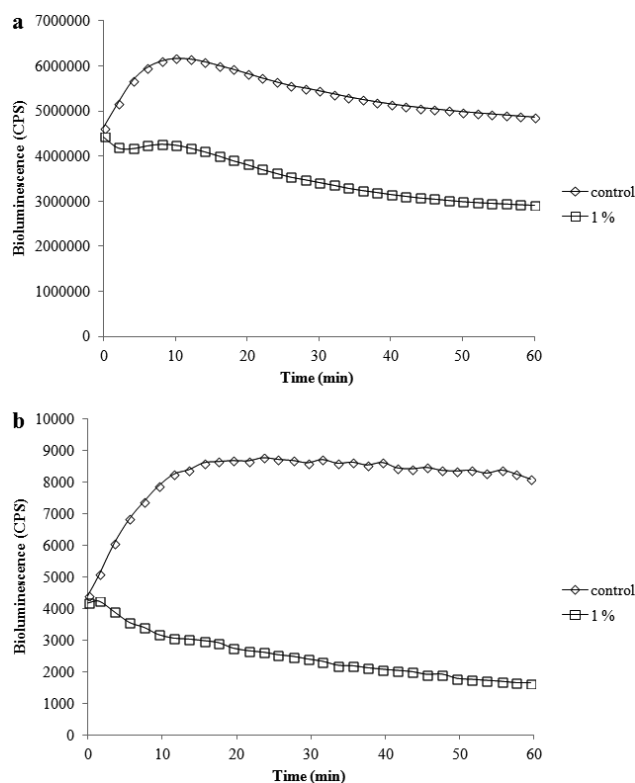 a
7000000
6000000
5000000
4000000
3000000
2000000
1000000
0
Bioluminescence (CPS)
0 10 20 30 40 50 60
Time (min)
control
1 %
b
10000
9000
8000
7000
6000
5000
4000
3000
2000
1000
0
Bioluminescence (CPS)
0 10 20 30 40 50 60
Time (min)
control
1 %